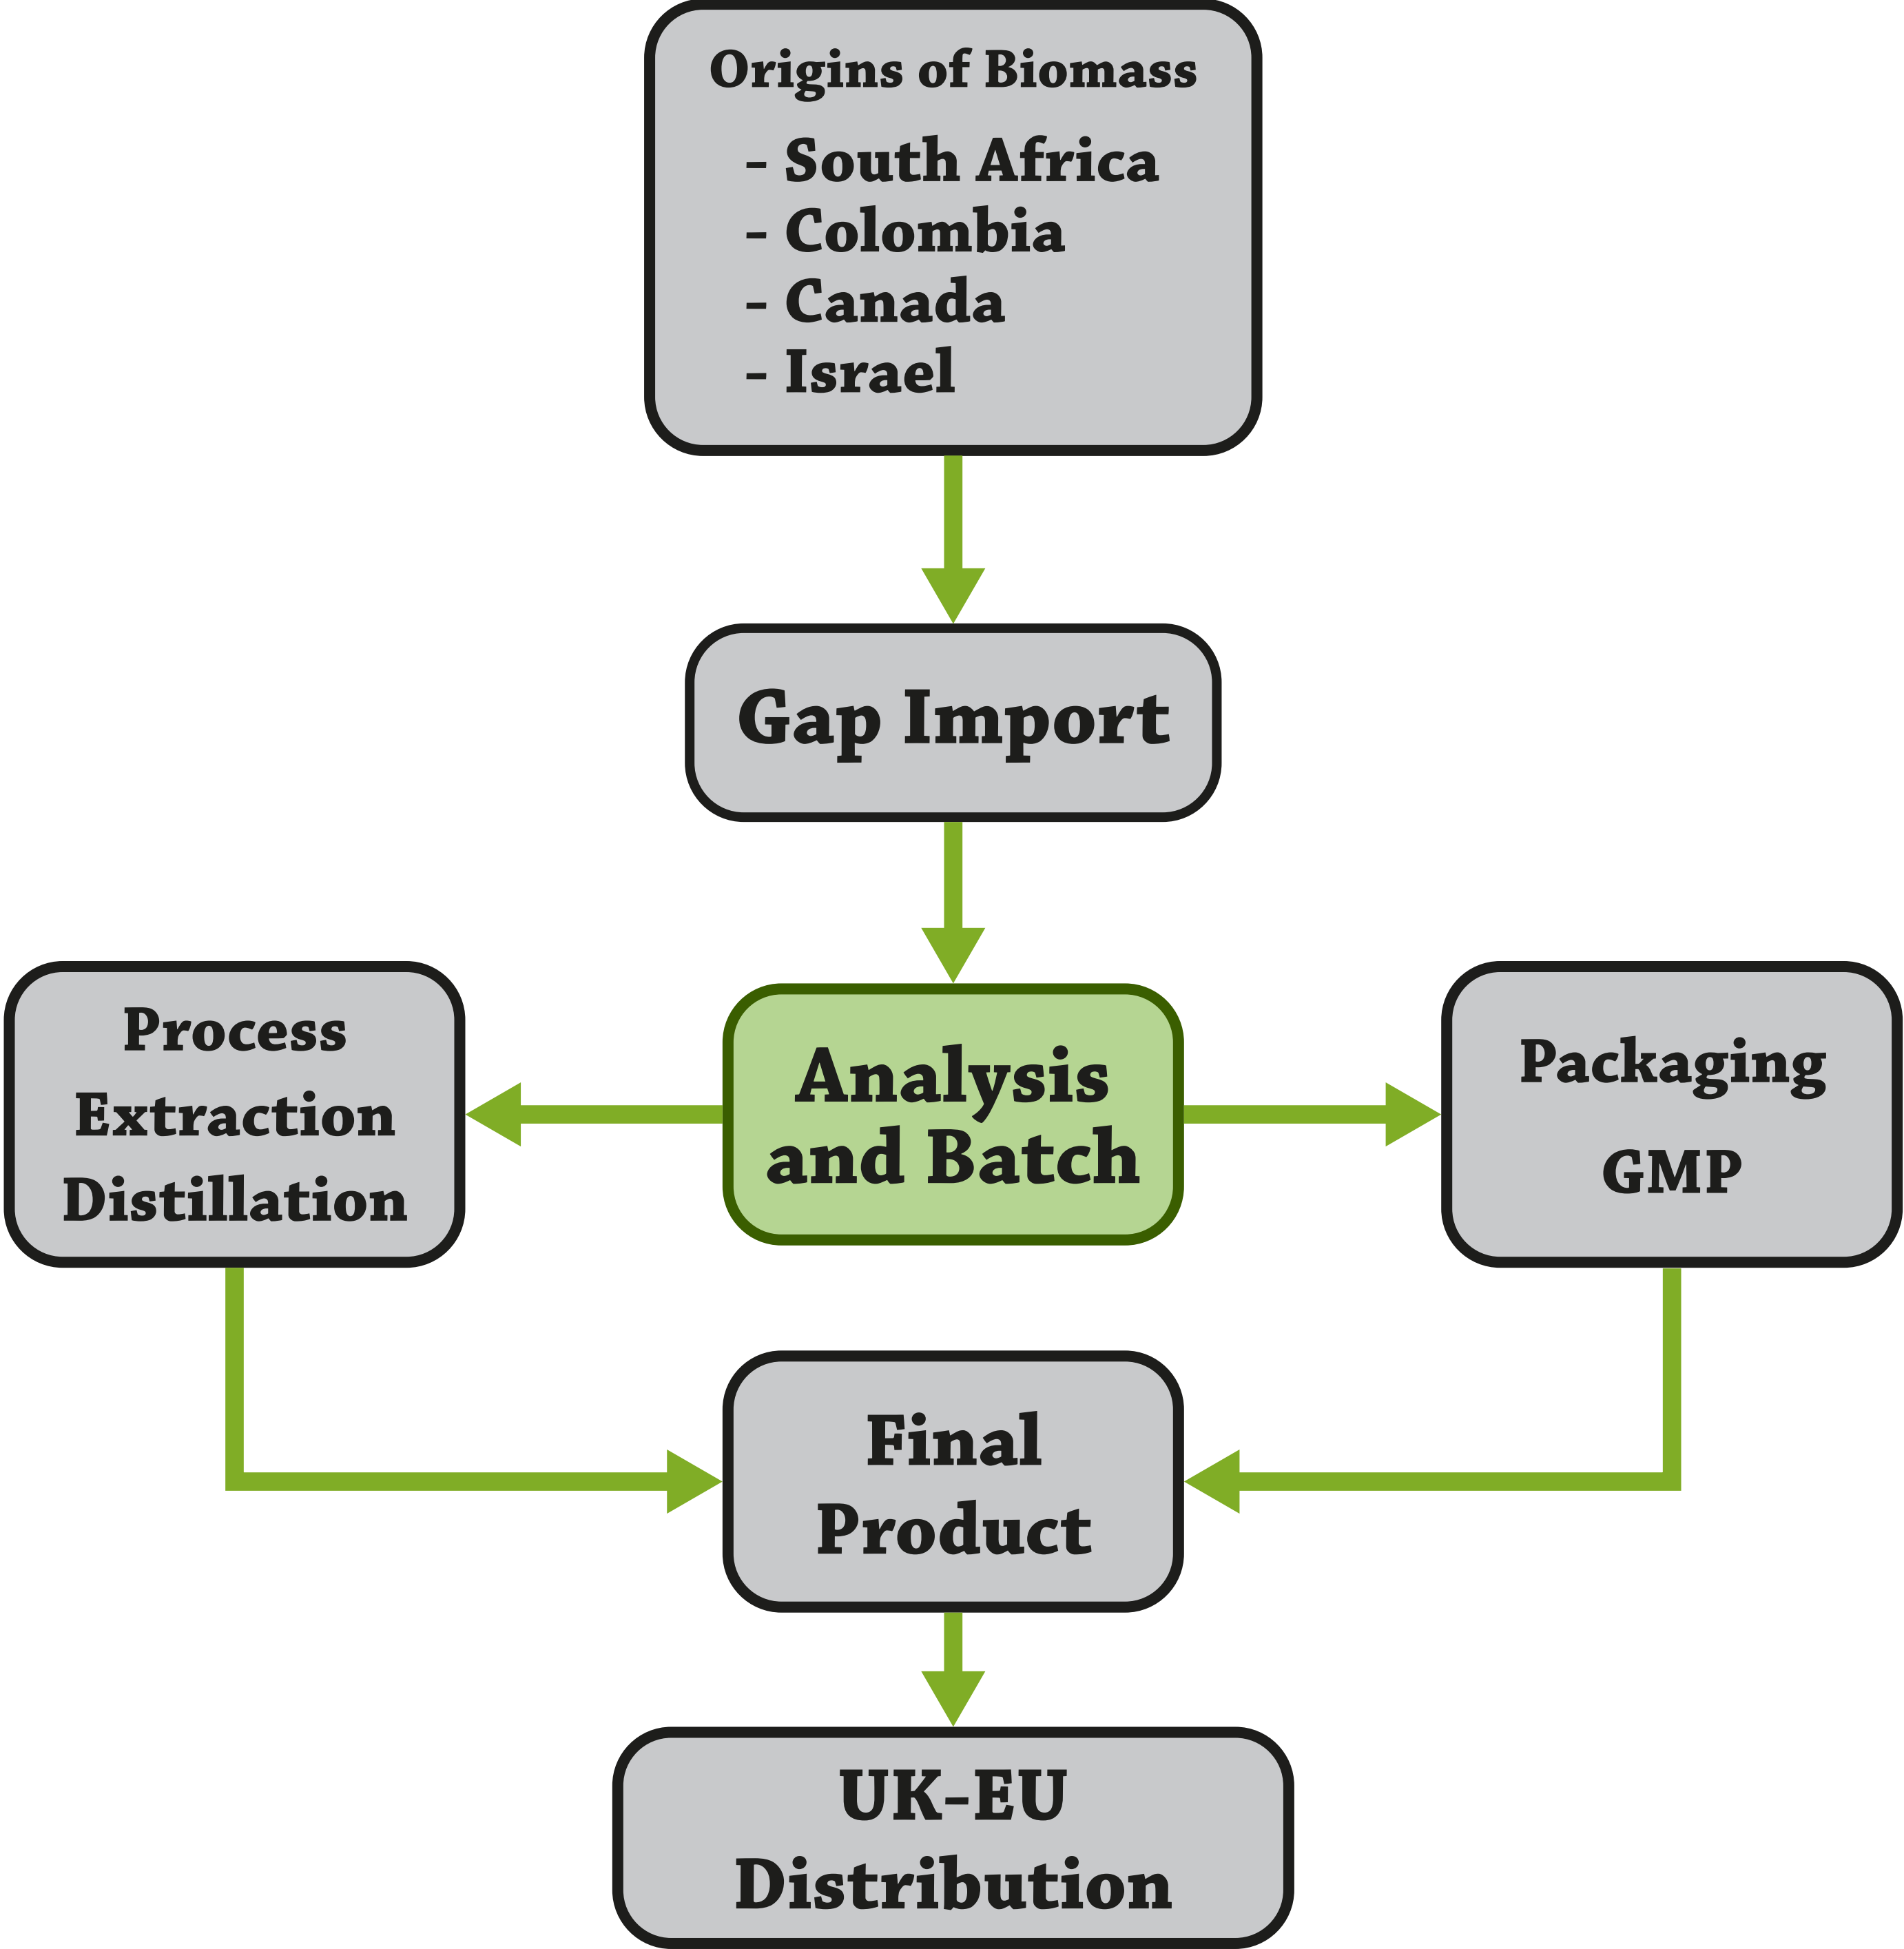 Origins of Biomass
- South Africa
- Colombia
- Canada
- Israel
Gap Import
Process
Extraction
Distillation
Analysis
and Batch
Packaging
GMP
Final
Product
UK-EU
Distribution